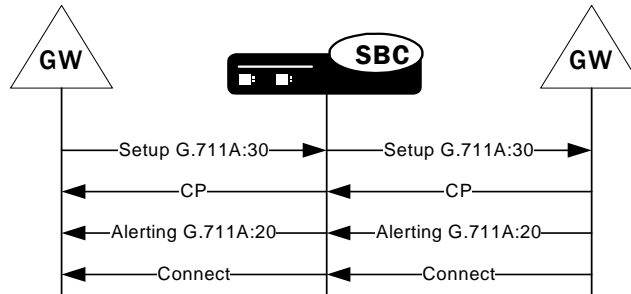 GW
SBC
GW
Setup G.711A:30
Setup G.711A:30
CP
CP
Alerting G.711A:20
Alerting G.711A:20
Connect
Connect